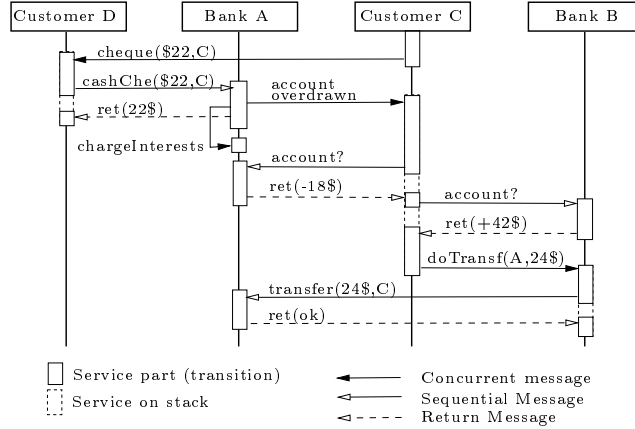 Customer D
Bank A
Customer C
Bank B
cheque($22,C)
cashChe($22,C)
account
overdrawn
ret(22$)
chargeInterests
account?
ret(-18$)
account?
ret(+42$)
doTransf(A,24$)
transfer(24$,C)
ret(ok)
Service part (transition)
Service on stack
Concurrent message
Sequential Message
Return Message